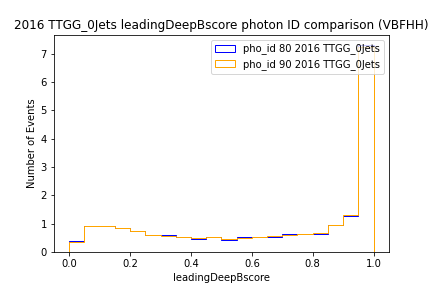 2016 TTGG_0Jets leadingDeepBscore photon ID comparison (VBFHH)
pho_id 80 2016 TTGG_0Jets
pho_id 90 2016 TTGG_0Jets
Number of Events
7
6
5
4
3
2
1
0
0.0 0.2 0.4 0.6 0.8 1.0
leadingDeepBscore